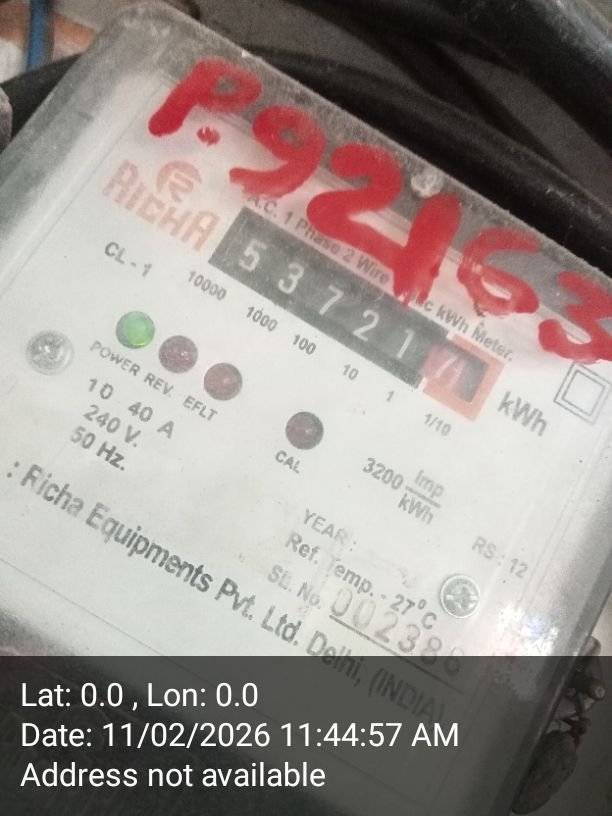 P.92163
RICHA
A.C. 1 Phase 2 Wire kWh Meter.
5 3 7 2 1 7
kWh
CL - 1
10000 1000 100 10 1 1/10
POWER REV. EFLT
CAL
10 40 A
240 V.
50 Hz.
3200 Imp
kWh
RS - 12
YEAR:
Ref. Temp. - 27°C
SL. No. 002386
: Richa Equipments Pvt. Ltd. Delhi, (INDIA)
Lat: 0.0 , Lon: 0.0
Date: 11/02/2026 11:44:57 AM
Address not available